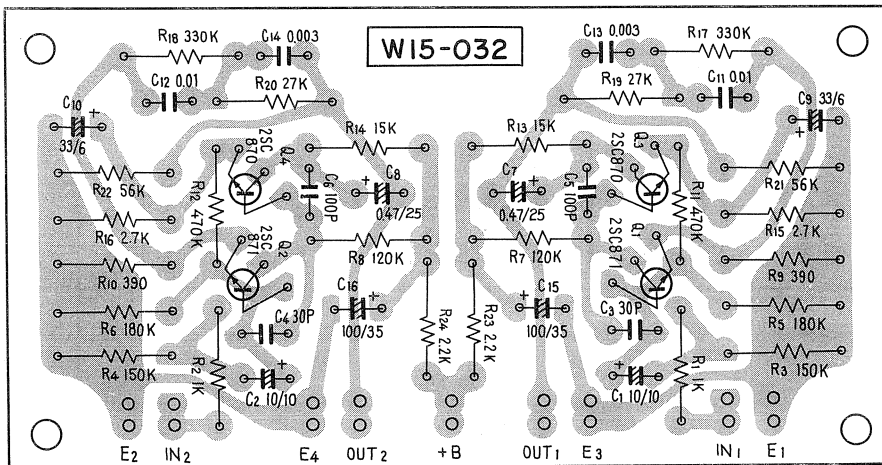 R18 330K
C14 0.003
W15-032
C13 0.003
R17 330K
C12 0.01
R20 27K
R19 27K
C11 0.01
C10
+
33/6
C9 33/6
+
R14 15K
R13 15K
2SC
870
Q4
C6 100P
C8
+
0.47/25
C7
+
0.47/25
C5 100P
2SC870
Q3
R22 56K
R12 470K
R11 470K
R21 56K
R16 2.7K
R15 2.7K
2SC
871
Q2
R8 120K
R7 120K
2SC871
Q1
R10 390
R9 390
C16
+
100/35
C15
+
100/35
R24 2.2K
R23 2.2K
R6 180K
C4 30P
C3 30P
R5 180K
R4 150K
R2 1K
C2 10/10
+
C1 10/10
+
R1 1K
R3 150K
E2
IN2
E4
OUT2
+B
OUT1
E3
IN1
E1